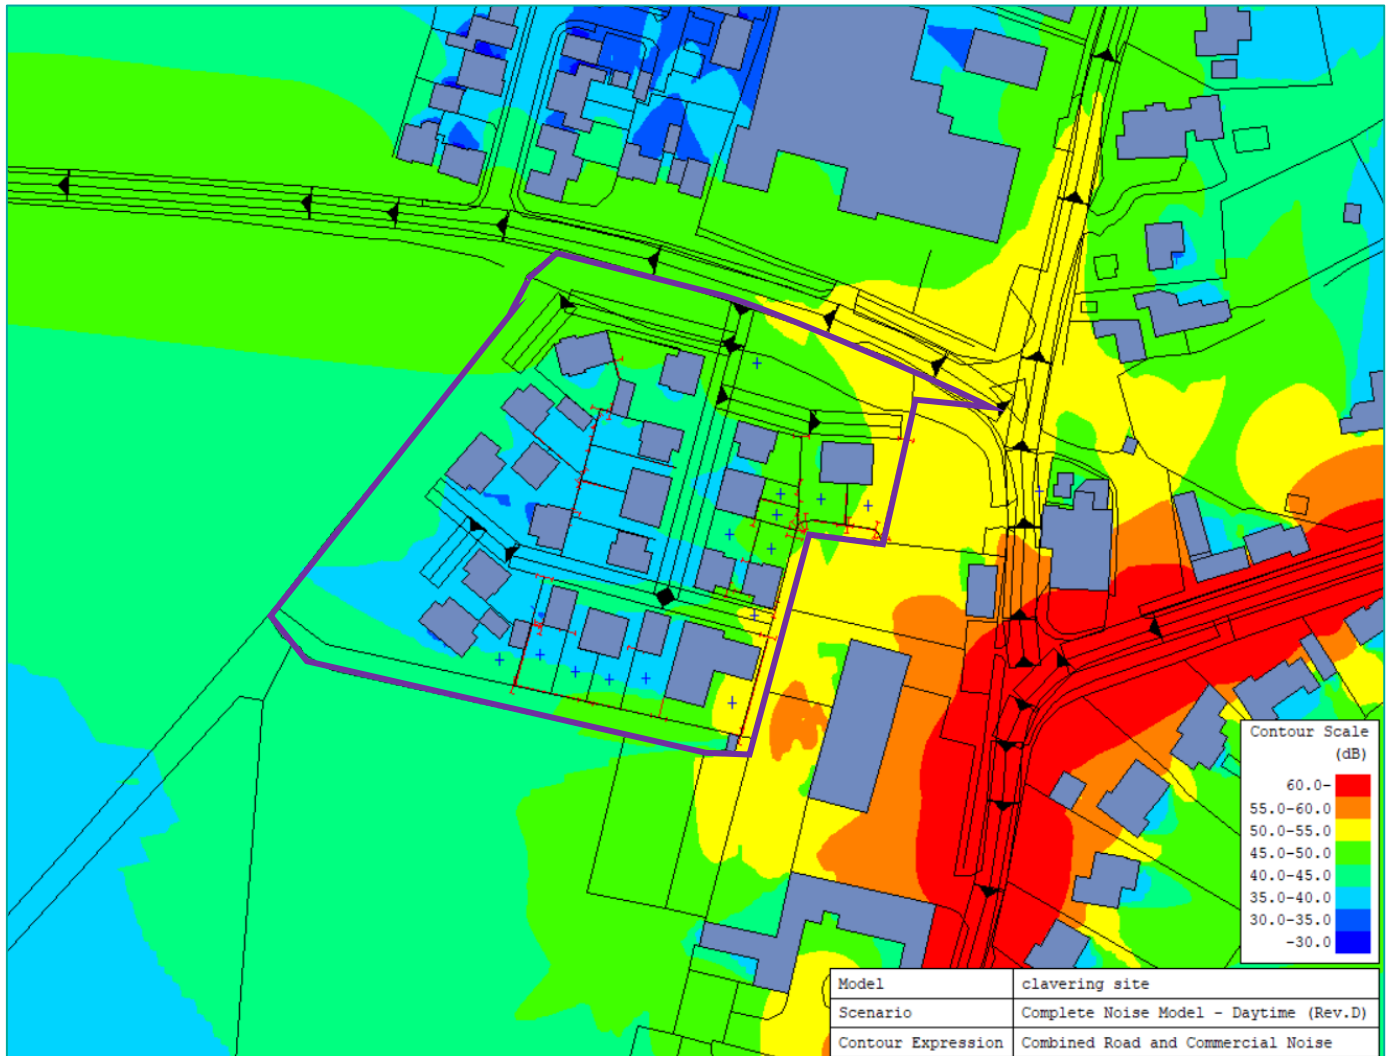 Contour Scale
(dB)
60.0-
55.0-60.0
50.0-55.0
45.0-50.0
40.0-45.0
35.0-40.0
30.0-35.0
-30.0
Model clavering site
Scenario Complete Noise Model - Daytime (Rev.D)
Contour Expression Combined Road and Commercial Noise